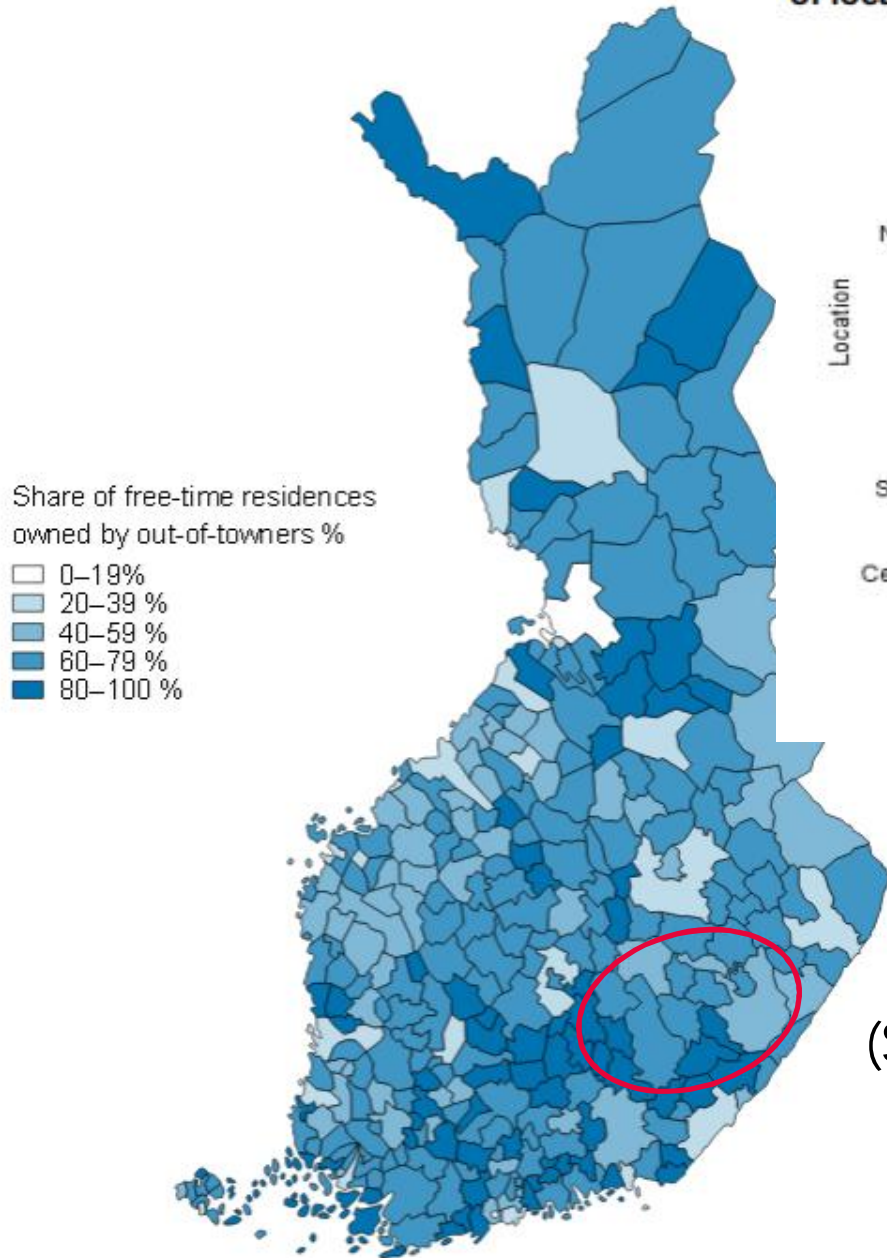 Location
Share of free-time residences
owned by out-of-towners %
0–19%
20–39 %
40–59 %
60–79 %
80–100 %